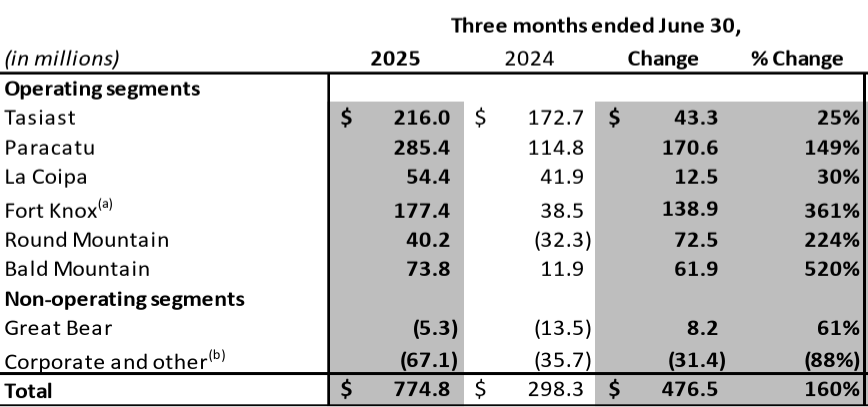 Three months ended June 30,
(in millions) 2025 2024 Change % Change
Operating segments
Tasiast $ 216.0 $ 172.7 $ 43.3 25%
Paracatu 285.4 114.8 170.6 149%
La Coipa 54.4 41.9 12.5 30%
Fort Knox(a) 177.4 38.5 138.9 361%
Round Mountain 40.2 (32.3) 72.5 224%
Bald Mountain 73.8 11.9 61.9 520%
Non-operating segments
Great Bear (5.3) (13.5) 8.2 61%
Corporate and other(b) (67.1) (35.7) (31.4) (88%)
Total $ 774.8 $ 298.3 $ 476.5 160%